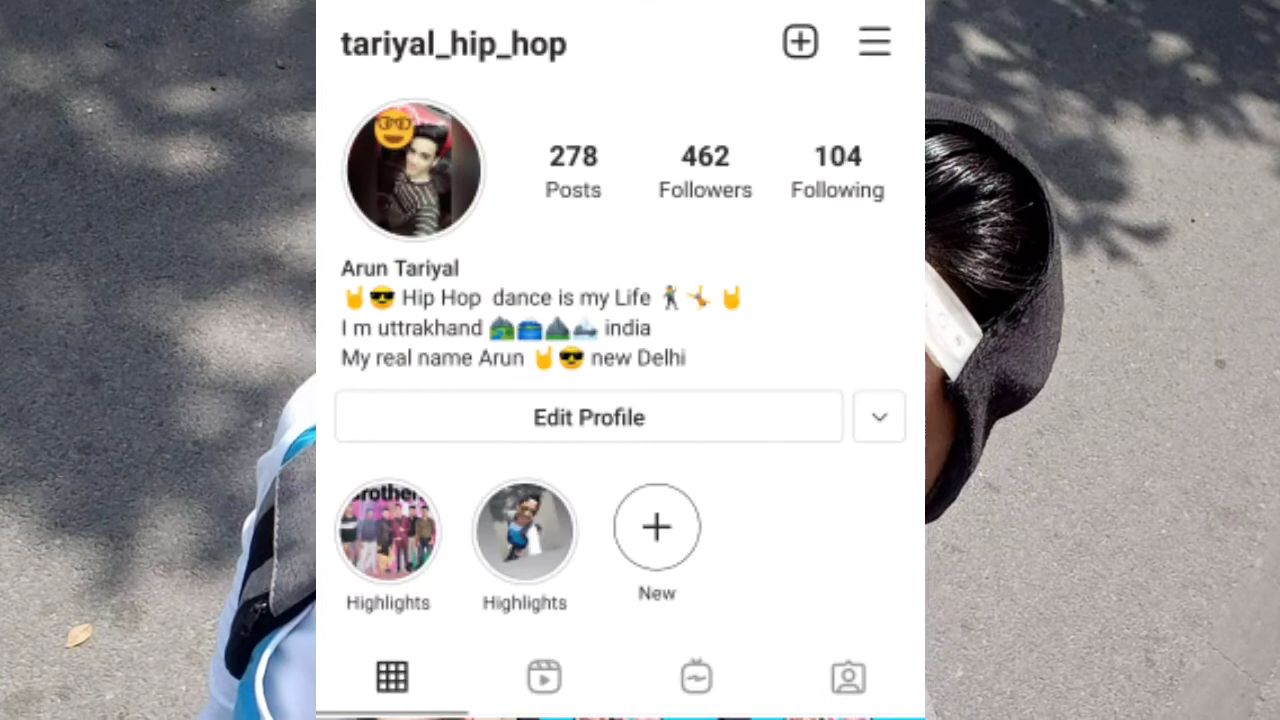 tariyal_hip_hop
278
Posts
462
Followers
104
Following
Arun Tariyal
🤘😎 Hip Hop dance is my Life 🕺🤸 🤘
I m uttrakhand 🏞️🗻⛰️🏔️ india
My real name Arun 🤘😎 new Delhi
Edit Profile
Highlights
Highlights
New